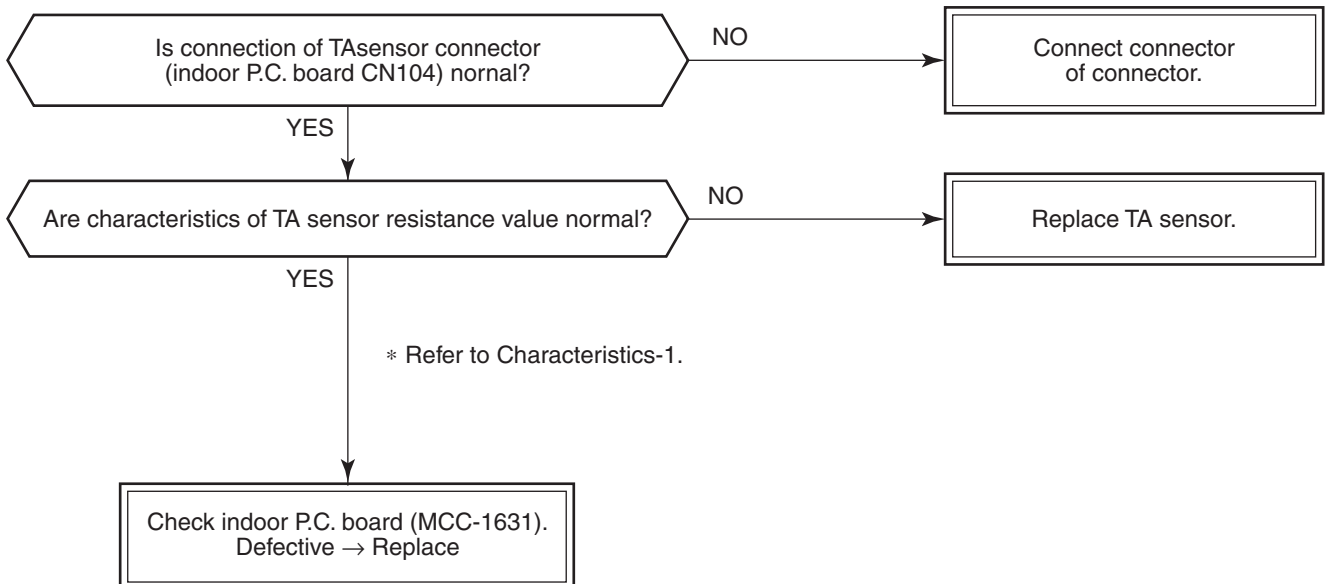 Is connection of TAsensor connector
(indoor P.C. board CN104) nornal?
NO
Connect connector
of connector.
YES
Are characteristics of TA sensor resistance value normal?
NO
Replace TA sensor.
YES
* Refer to Characteristics-1.
Check indoor P.C. board (MCC-1631).
Defective → Replace